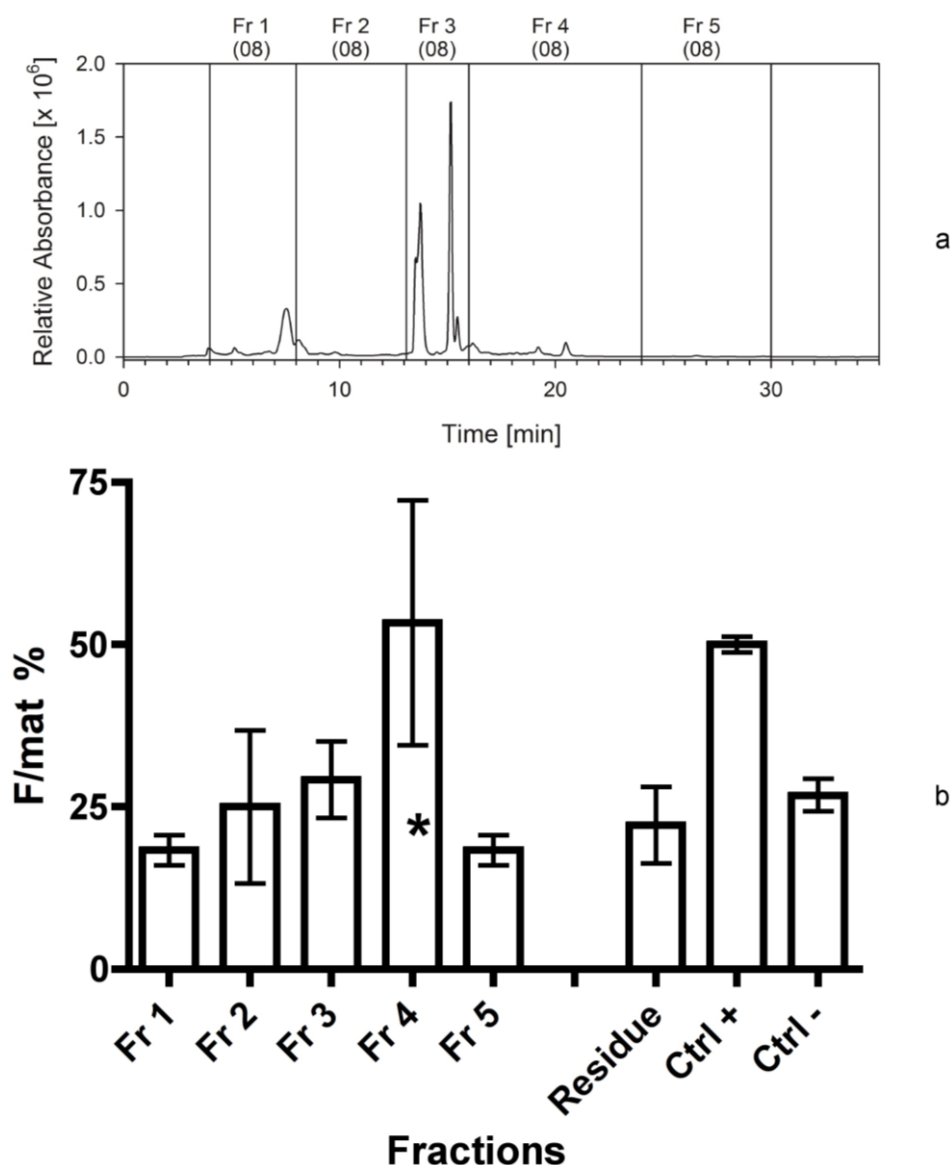 Fr 1 Fr 2 Fr 3 Fr 4 Fr 5
(08) (08) (08) (08) (08)
2.0
1.5
1.0
0.5
0.0
Relative Absorbance [x 10⁶]
a
0 10 20 30
Time [min]
75
50
25
0
F/mat %
*
b
Fr 1 Fr 2 Fr 3 Fr 4 Fr 5 Residue Ctrl + Ctrl -
Fractions